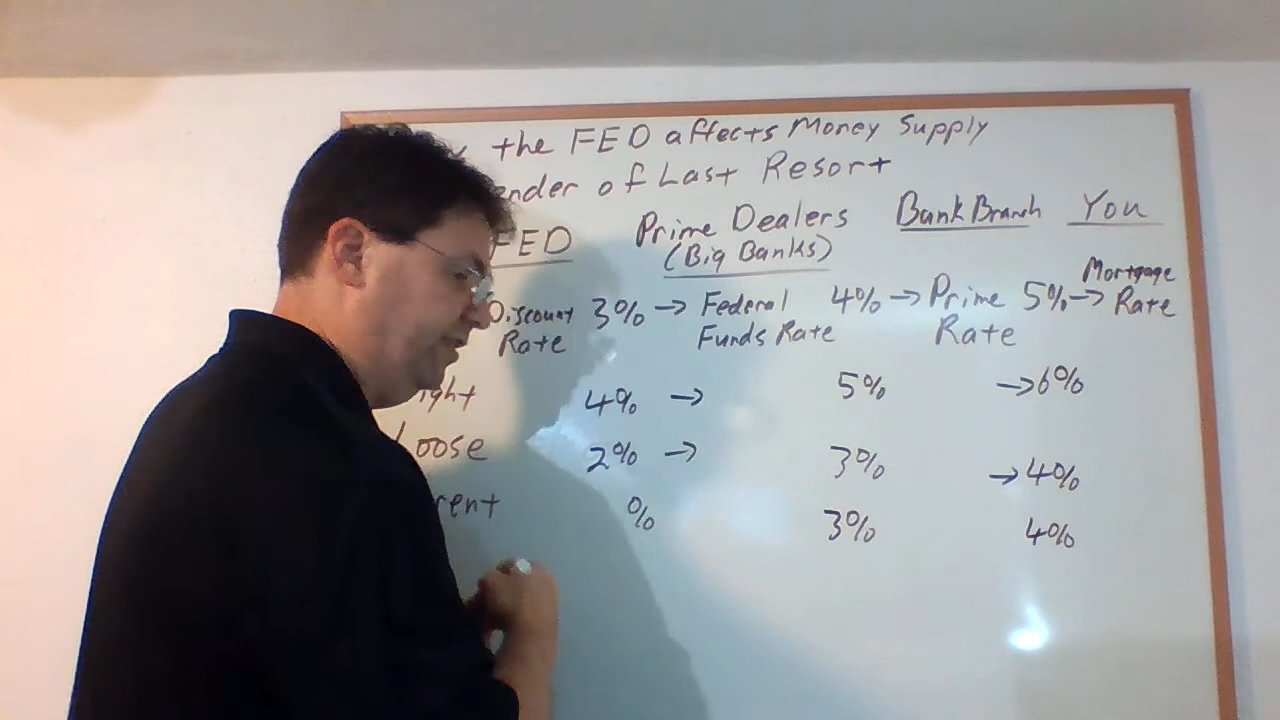 the FED affects Money Supply
ender of Last Resort
FED Prime Dealers (Big Banks) Bank Branch You
Discount Rate 3% → Federal Funds Rate 4% → Prime Rate 5% → Mortgage Rate
ight 4% → 5% → 6%
Loose 2% → 3% → 4%
rent % 3% 4%